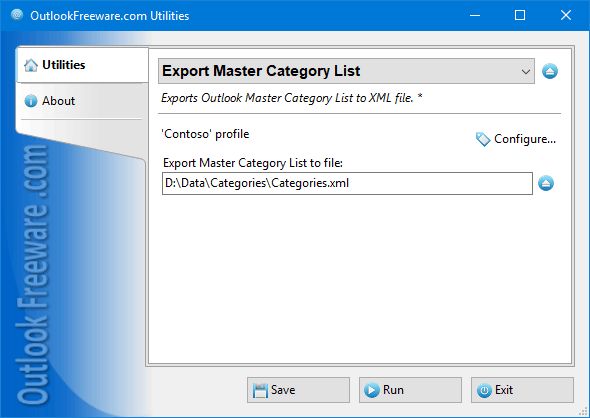 OutlookFreeware.com Utilities
Utilities
About
Outlook Freeware .com
Export Master Category List
Exports Outlook Master Category List to XML file. *
'Contoso' profile
Configure...
Export Master Category List to file:
D:\Data\Categories\Categories.xml
Save
Run
Exit